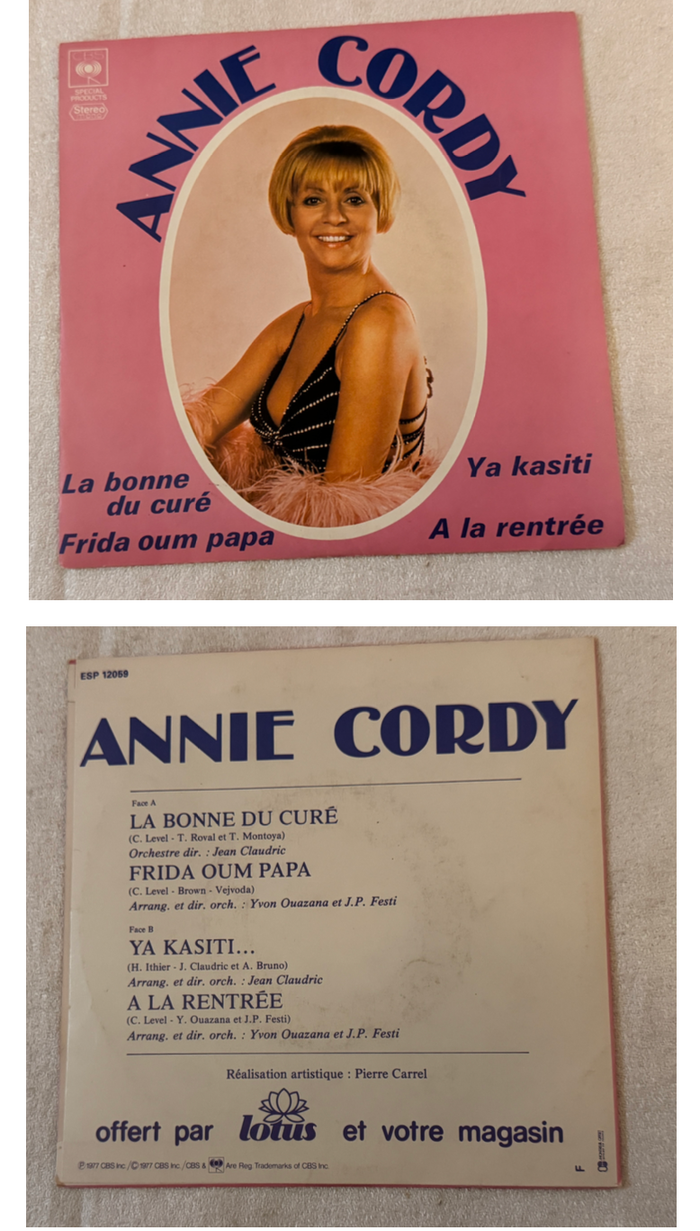 CBS
SPECIAL
PRODUCTS
Stereo
ANNIE CORDY
La bonne
du curé
Frida oum papa
Ya kasiti
A la rentrée
ESP 12059
ANNIE CORDY
Face A
LA BONNE DU CURÉ
(C. Level - T. Roval et T. Montoya)
Orchestre dir. : Jean Claudric
FRIDA OUM PAPA
(C. Level - Brown - Vejvoda)
Arrang. et dir. orch. : Yvon Ouazana et J.P. Festi
Face B
YA KASITI...
(H. Ithier - J. Claudric et A. Bruno)
Arrang. et dir. orch. : Jean Claudric
A LA RENTRÉE
(C. Level - Y. Ouazana et J.P. Festi)
Arrang. et dir. orch. : Yvon Ouazana et J.P. Festi
Réalisation artistique : Pierre Carrel
offert par lotus et votre magasin
℗ 1977 CBS Inc./© 1977 CBS Inc./CBS & Are Reg. Trademarks of CBS Inc.
F